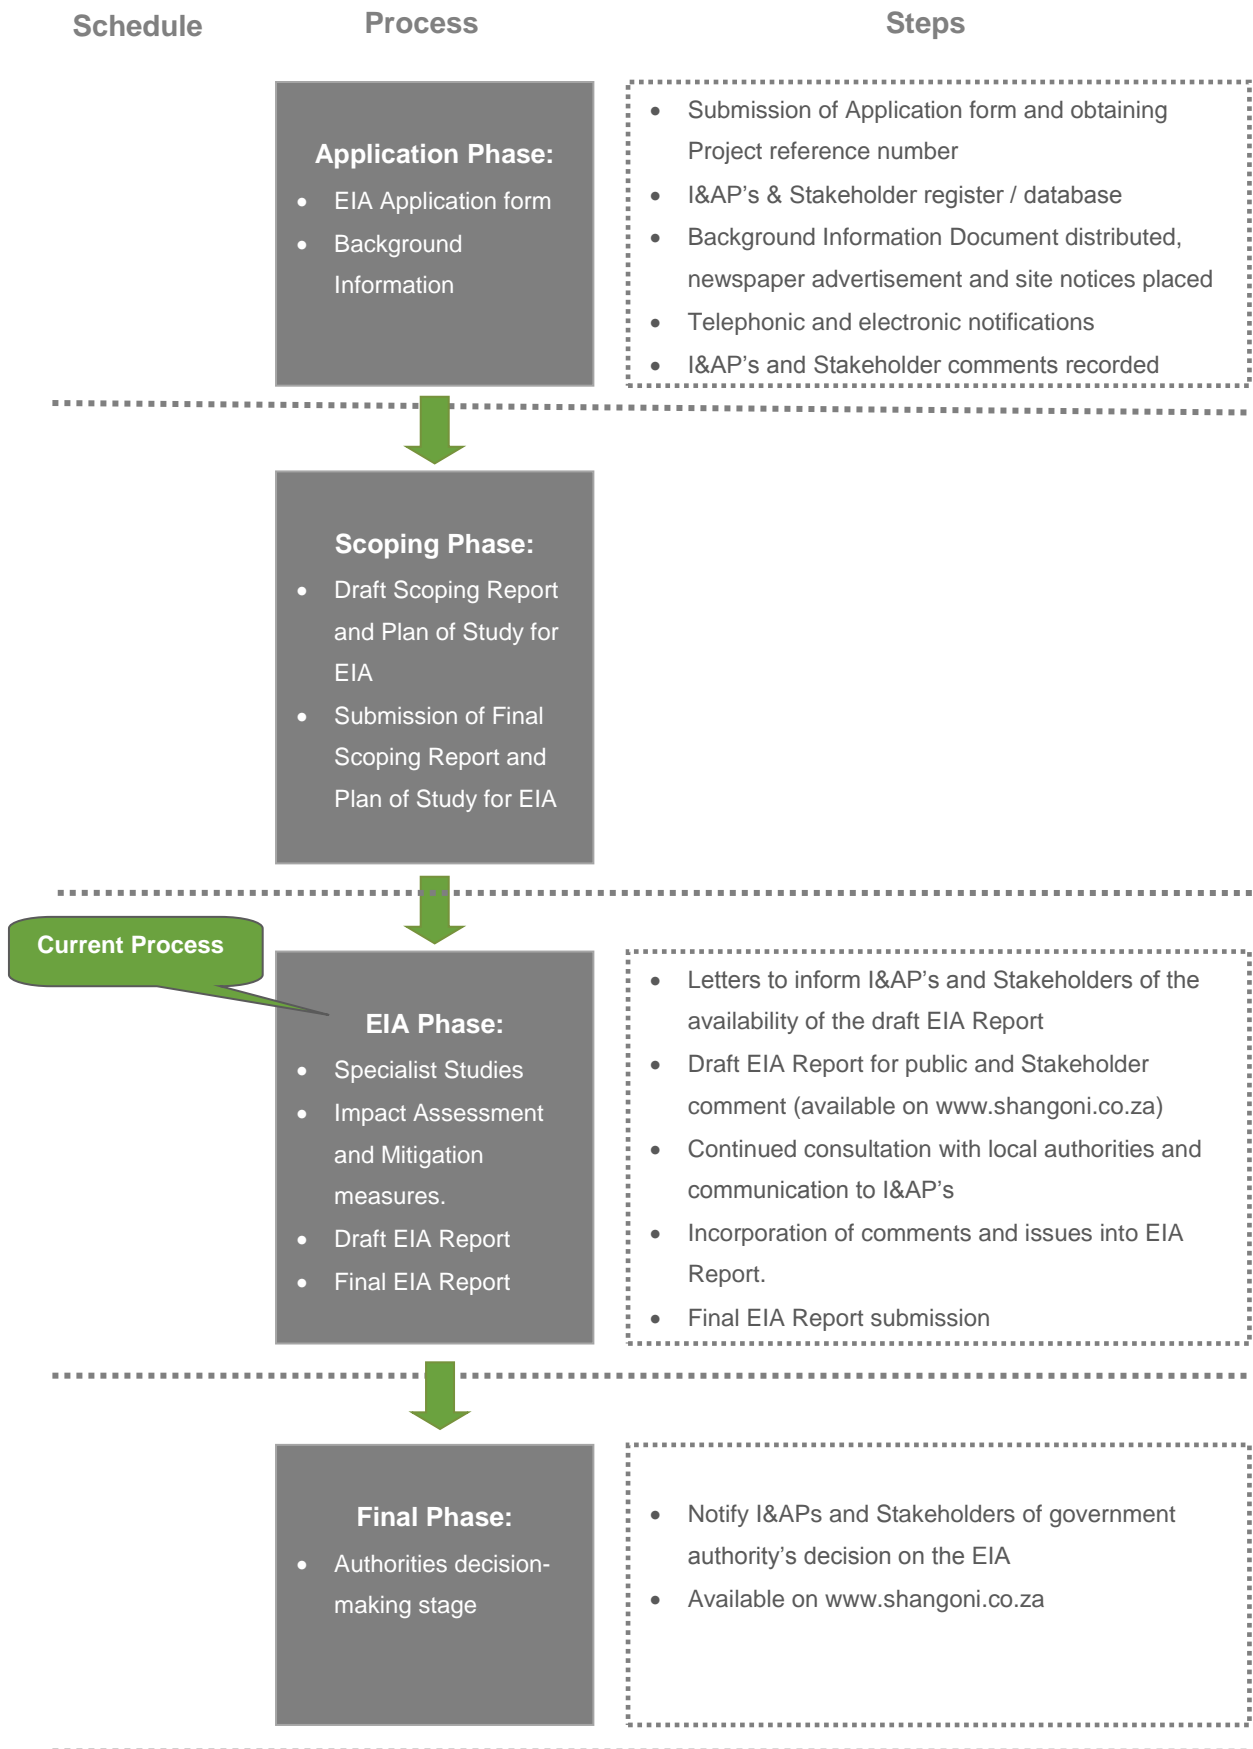 Schedule
Process
Steps
Application Phase:
• EIA Application form
• Background
Information
• Submission of Application form and obtaining
Project reference number
• I&AP's & Stakeholder register / database
• Background Information Document distributed,
newspaper advertisement and site notices placed
• Telephonic and electronic notifications
• I&AP's and Stakeholder comments recorded
Scoping Phase:
• Draft Scoping Report
and Plan of Study for
EIA
• Submission of Final
Scoping Report and
Plan of Study for EIA
Current Process
EIA Phase:
• Specialist Studies
• Impact Assessment
and Mitigation
measures.
• Draft EIA Report
• Final EIA Report
• Letters to inform I&AP's and Stakeholders of the
availability of the draft EIA Report
• Draft EIA Report for public and Stakeholder
comment (available on www.shangoni.co.za)
• Continued consultation with local authorities and
communication to I&AP's
• Incorporation of comments and issues into EIA
Report.
• Final EIA Report submission
Final Phase:
• Authorities decision-
making stage
• Notify I&APs and Stakeholders of government
authority's decision on the EIA
• Available on www.shangoni.co.za